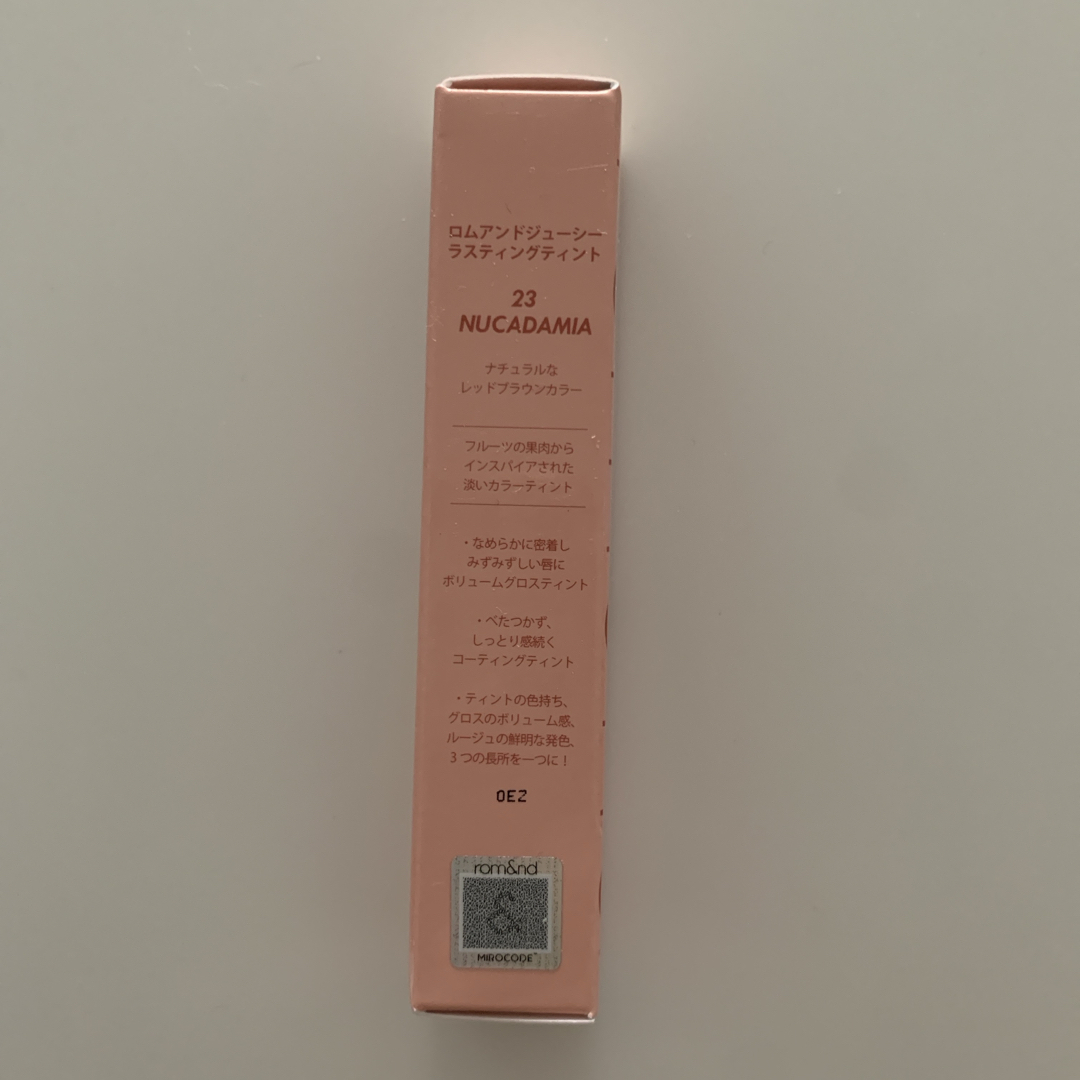 ロムアンドジューシー
ラスティングティント
23
NUCADAMIA
ナチュラルな
レッドブラウンカラー
フルーツの果肉から
インスパイアされた
淡いカラーティント
・なめらかに密着し
みずみずしい唇に
ボリュームグロスティント
・べたつかず、
しっとり感続く
コーティングティント
・ティントの色持ち、
グロスのボリューム感、
ルージュの鮮明な発色、
3つの長所を一つに！
OEZ
rom&nd
&
MIROCODE™